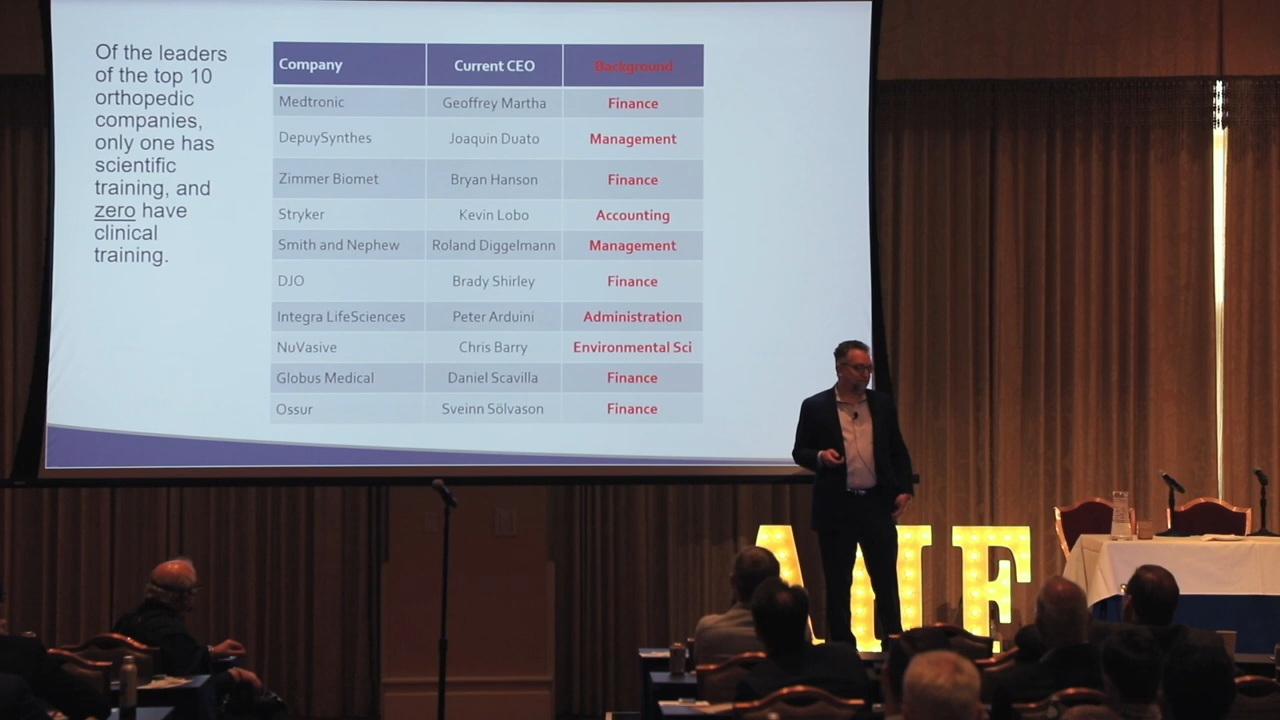 Of the leaders
of the top 10
orthopedic
companies,
only one has
scientific
training, and
zero have
clinical
training.
Company Current CEO Background
Medtronic Geoffrey Martha Finance
DepuySynthes Joaquin Duato Management
Zimmer Biomet Bryan Hanson Finance
Stryker Kevin Lobo Accounting
Smith and Nephew Roland Diggelmann Management
DJO Brady Shirley Finance
Integra LifeSciences Peter Arduini Administration
NuVasive Chris Barry Environmental Sci
Globus Medical Daniel Scavilla Finance
Ossur Sveinn Sölvason Finance